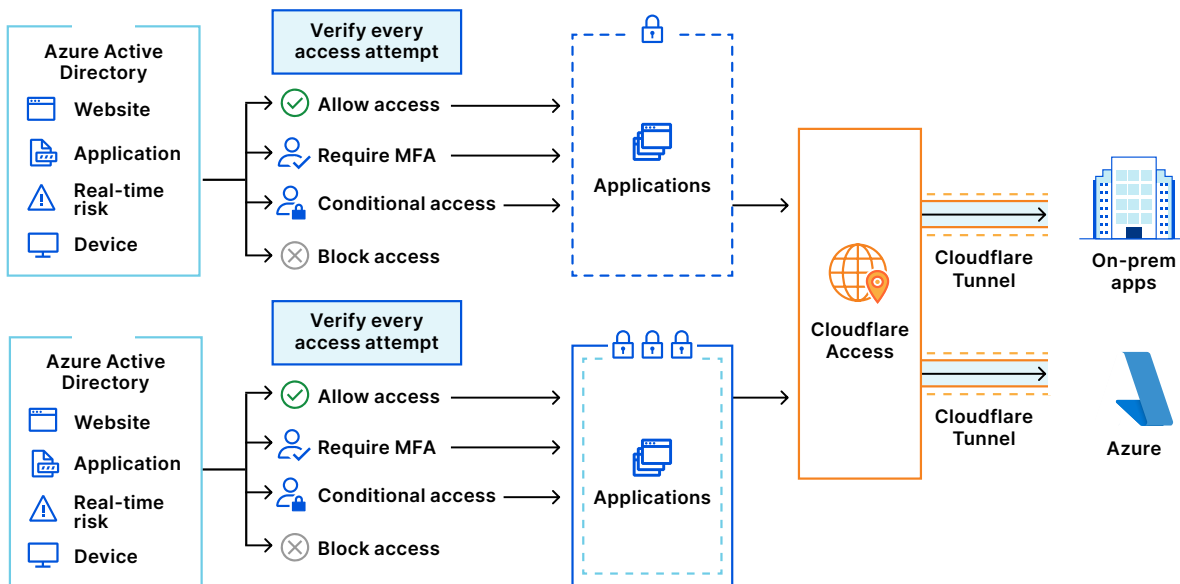 Azure Active
Directory
Website
Application
Real-time
risk
Device
Verify every
access attempt
Allow access
Require MFA
Conditional access
Block access
Applications
Azure Active
Directory
Website
Application
Real-time
risk
Device
Verify every
access attempt
Allow access
Require MFA
Conditional access
Block access
Applications
Cloudflare
Access
Cloudflare
Tunnel
On-prem
apps
Cloudflare
Tunnel
Azure